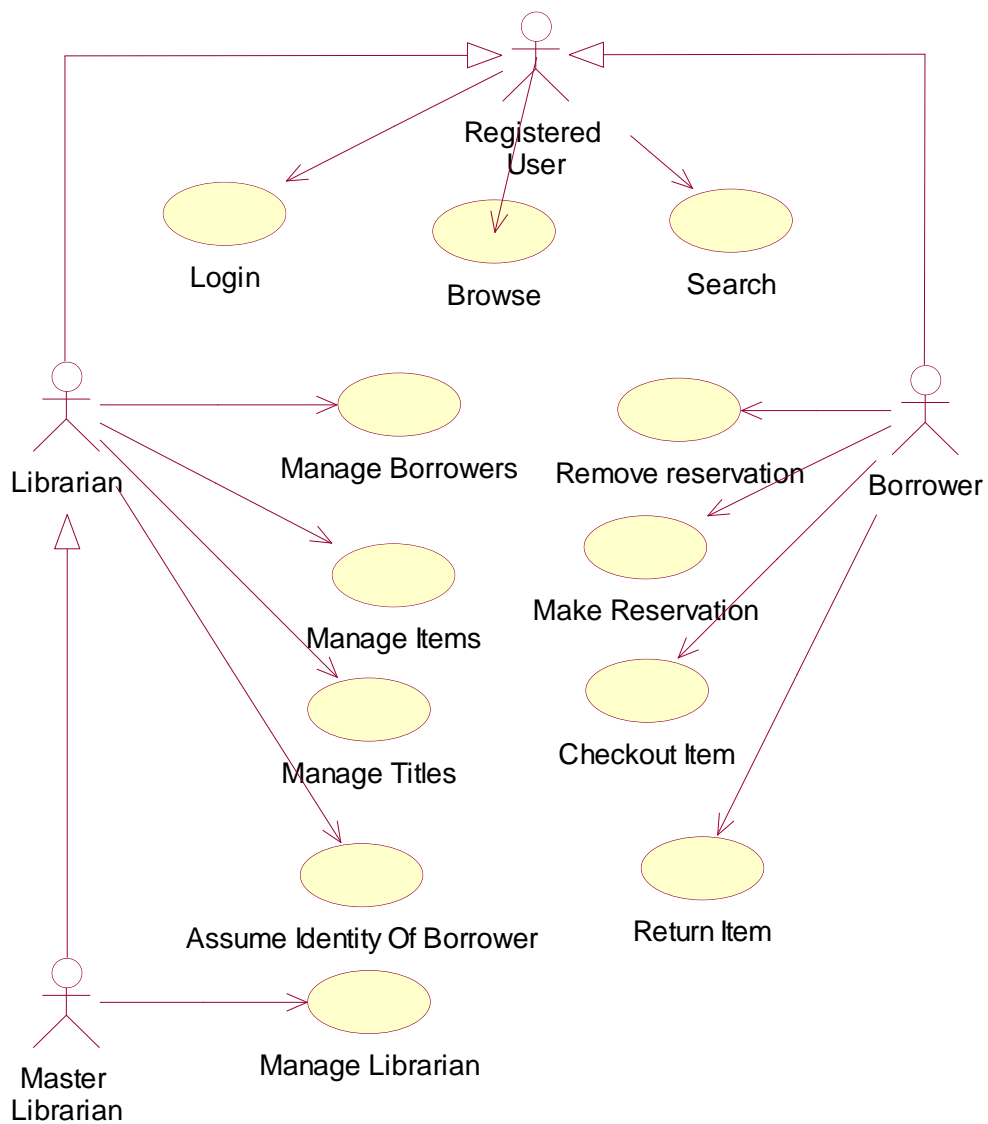 Registered
User
Login
Browse
Search
Librarian
Manage Borrowers
Remove reservation
Borrower
Manage Items
Make Reservation
Manage Titles
Checkout Item
Assume Identity Of Borrower
Return Item
Manage Librarian
Master
Librarian